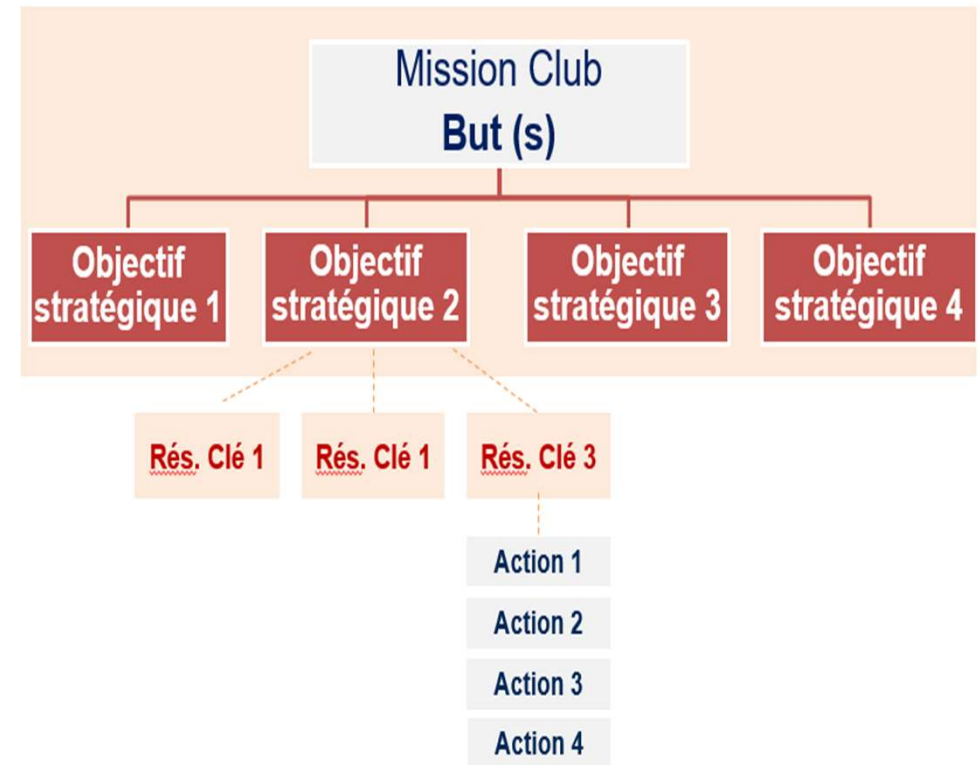 Mission Club
But (s)
Objectif
stratégique 1
Objectif
stratégique 2
Objectif
stratégique 3
Objectif
stratégique 4
Rés. Clé 1
Rés. Clé 1
Rés. Clé 3
Action 1
Action 2
Action 3
Action 4